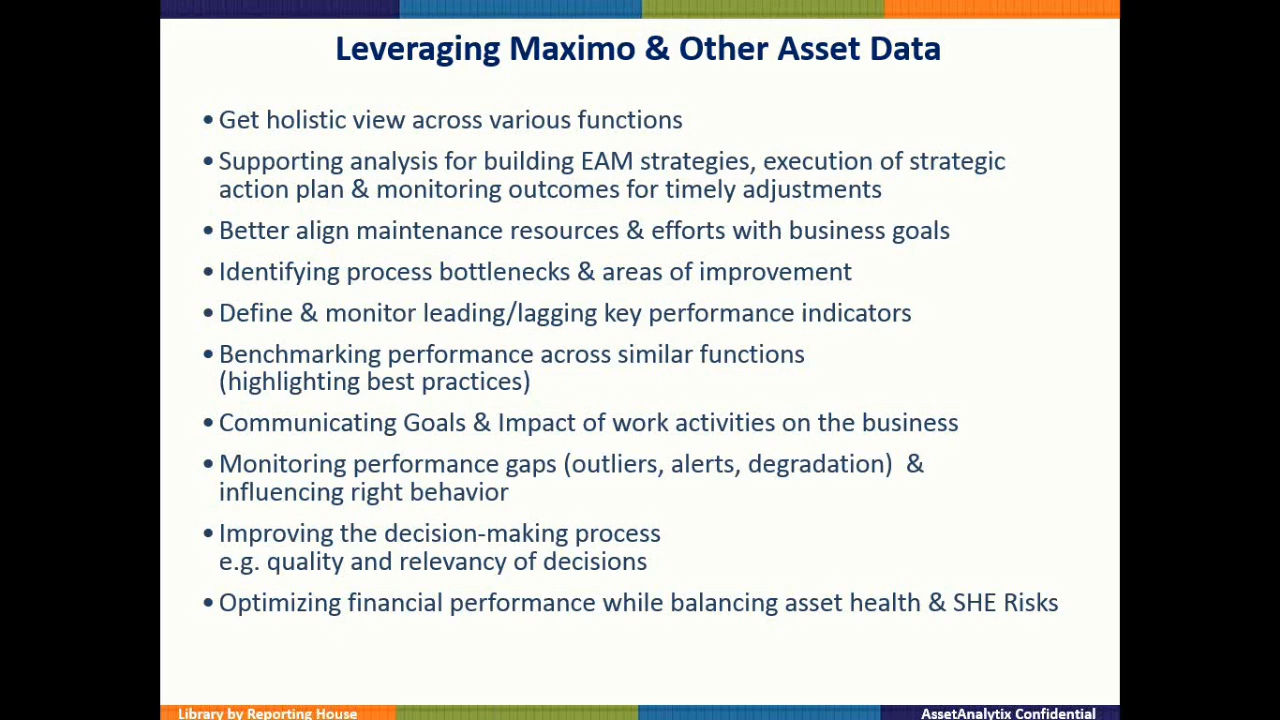 Leveraging Maximo & Other Asset Data
• Get holistic view across various functions
• Supporting analysis for building EAM strategies, execution of strategic
action plan & monitoring outcomes for timely adjustments
• Better align maintenance resources & efforts with business goals
• Identifying process bottlenecks & areas of improvement
• Define & monitor leading/lagging key performance indicators
• Benchmarking performance across similar functions
(highlighting best practices)
• Communicating Goals & Impact of work activities on the business
• Monitoring performance gaps (outliers, alerts, degradation) &
influencing right behavior
• Improving the decision-making process
e.g. quality and relevancy of decisions
• Optimizing financial performance while balancing asset health & SHE Risks
Library by Reporting House
AssetAnalytix Confidential